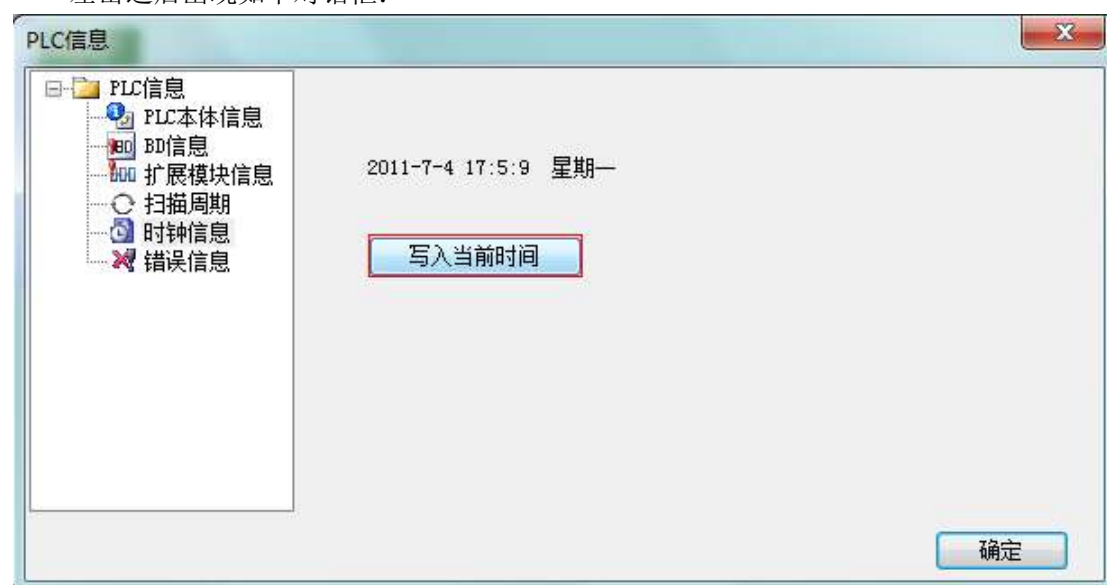 PLC信息
PLC信息
PLC本体信息
BD信息
扩展模块信息
扫描周期
时钟信息
错误信息
2011-7-4 17:5:9 星期一
写入当前时间
确定